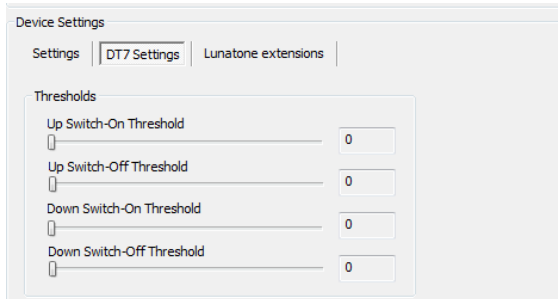 Device Settings
Settings DT7 Settings Lunatone extensions
Thresholds
Up Switch-On Threshold
0
Up Switch-Off Threshold
0
Down Switch-On Threshold
0
Down Switch-Off Threshold
0